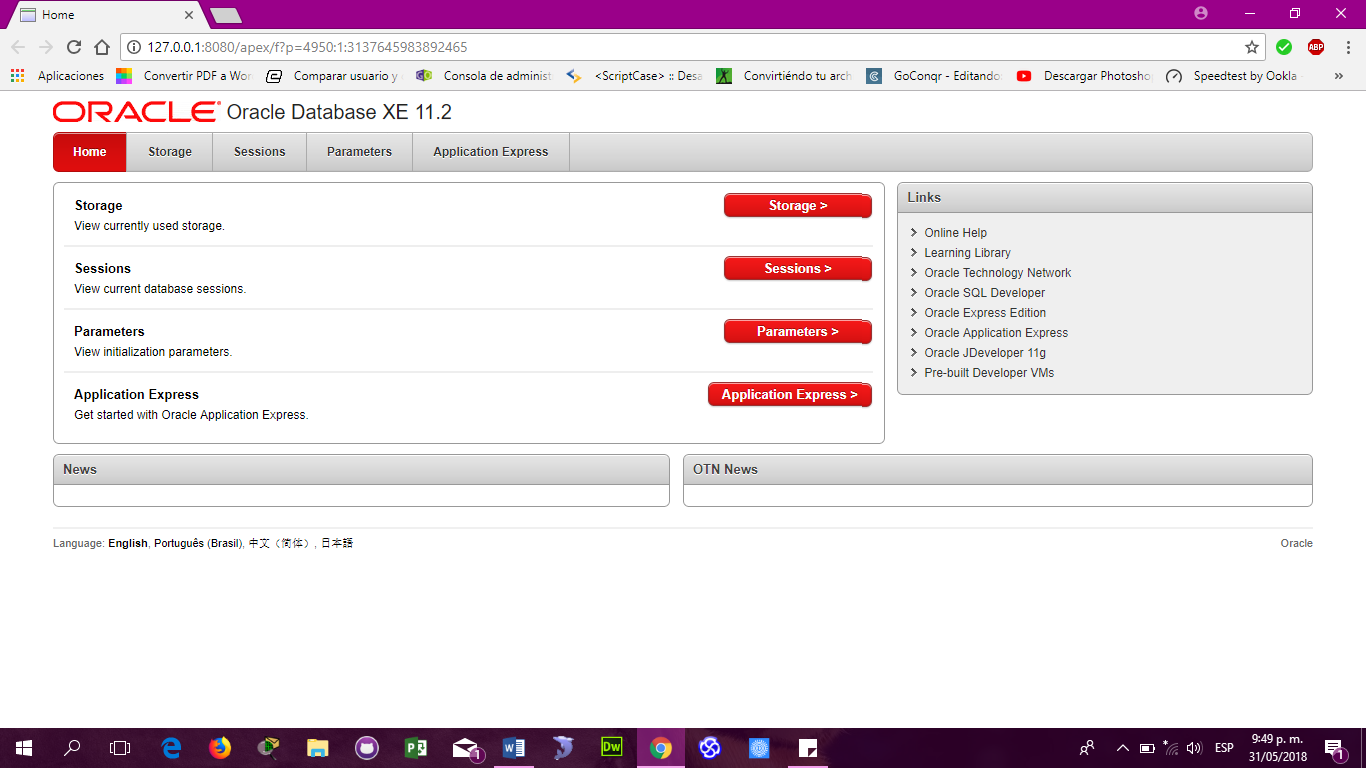 Home
127.0.0.1:8080/apex/f?p=4950:1:3137645983892465
ABP
Aplicaciones
Convertir PDF a Wor
Comparar usuario y
Consola de administ
<ScriptCase> :: Desa
Convirtiéndo tu arch
GoConqr - Editando
Descargar Photosho
Speedtest by Ookla
»
ORACLE Oracle Database XE 11.2
Home
Storage
Sessions
Parameters
Application Express
Storage
View currently used storage.
Storage >
Sessions
View current database sessions.
Sessions >
Parameters
View initialization parameters.
Parameters >
Application Express
Get started with Oracle Application Express.
Application Express >
Links
Online Help
Learning Library
Oracle Technology Network
Oracle SQL Developer
Oracle Express Edition
Oracle Application Express
Oracle JDeveloper 11g
Pre-built Developer VMs
News
OTN News
Language: English, Português (Brasil), 中文（简体）, 日本語
Oracle
1
Dw
ESP
9:49 p. m.
31/05/2018
1